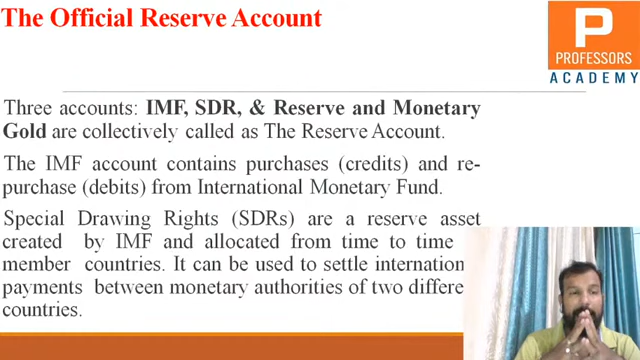 The Official Reserve Account
P
PROFESSORS
ACADEMY
Three accounts: IMF, SDR, & Reserve and Monetary
Gold are collectively called as The Reserve Account.
The IMF account contains purchases (credits) and re-
purchase (debits) from International Monetary Fund.
Special Drawing Rights (SDRs) are a reserve asset
created by IMF and allocated from time to time
member countries. It can be used to settle internation
payments between monetary authorities of two differe
countries.